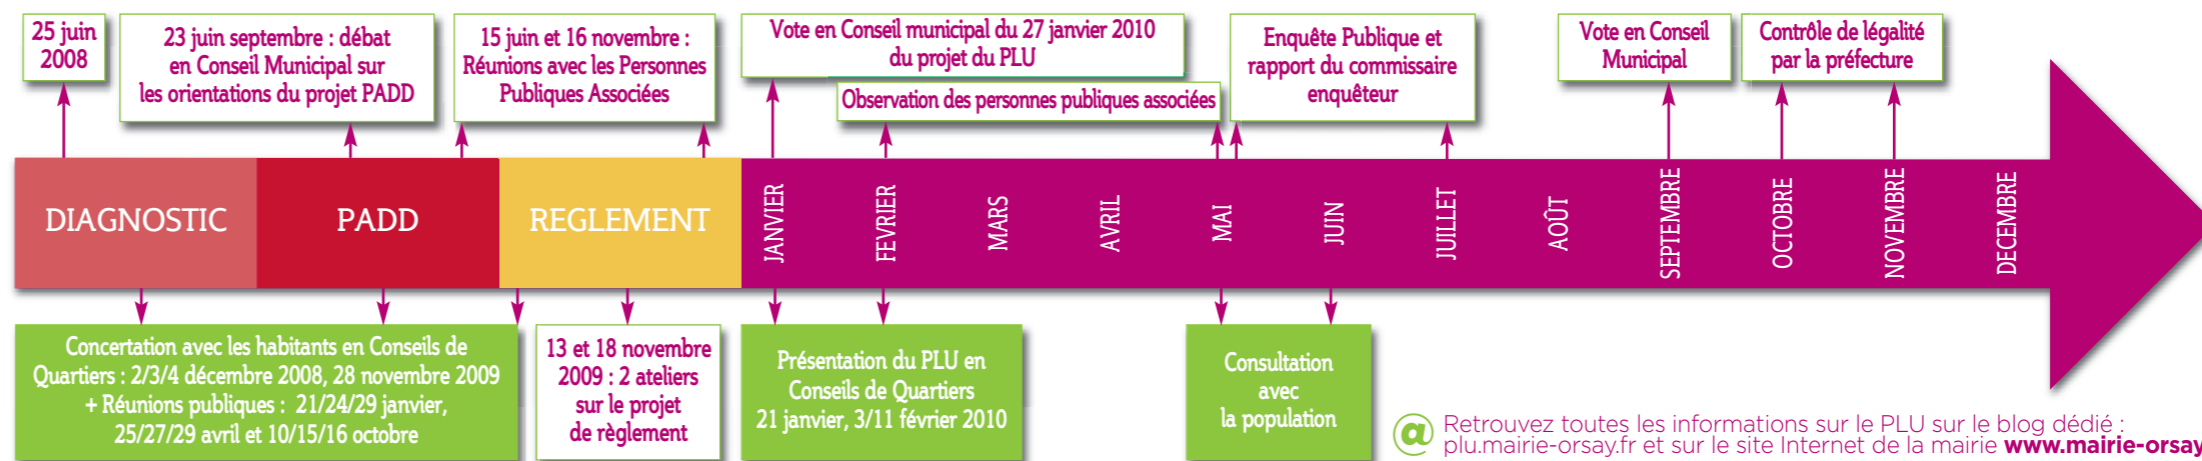 25 juin
2008
23 juin septembre : débat
en Conseil Municipal sur
les orientations du projet PADD
15 juin et 16 novembre :
Réunions avec les Personnes
Publiques Associées
Vote en Conseil municipal du 27 janvier 2010
du projet du PLU
Observation des personnes publiques associées
Enquête Publique et
rapport du commissaire
enquêteur
Vote en Conseil
Municipal
Contrôle de légalité
par la préfecture
DIAGNOSTIC
PADD
REGLEMENT
JANVIER
FEVRIER
MARS
AVRIL
MAI
JUIN
JUILLET
AOÛT
SEPTEMBRE
OCTOBRE
NOVEMBRE
DECEMBRE
Concertation avec les habitants en Conseils de
Quartiers : 2/3/4 décembre 2008, 28 novembre 2009
+ Réunions publiques : 21/24/29 janvier,
25/27/29 avril et 10/15/16 octobre
13 et 18 novembre
2009 : 2 ateliers
sur le projet
de règlement
Présentation du PLU en
Conseils de Quartiers
21 janvier, 3/11 février 2010
Consultation
avec
la population
@ Retrouvez toutes les informations sur le PLU sur le blog dédié :
plu.mairie-orsay.fr et sur le site Internet de la mairie www.mairie-orsay